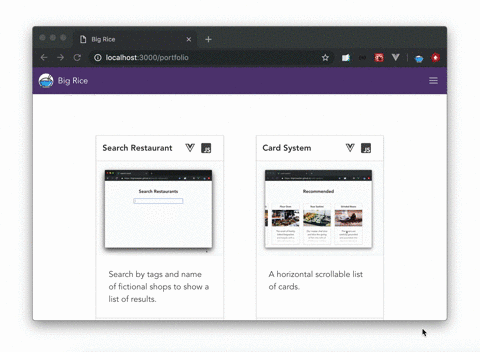 Big Rice
localhost:3000/portfolio
Big Rice
Search Restaurant
JS
Card System
JS
Search Restaurants
Recommended
Search by tags and name
of fictional shops to show a
list of results.
A horizontal scrollable list
of cards.